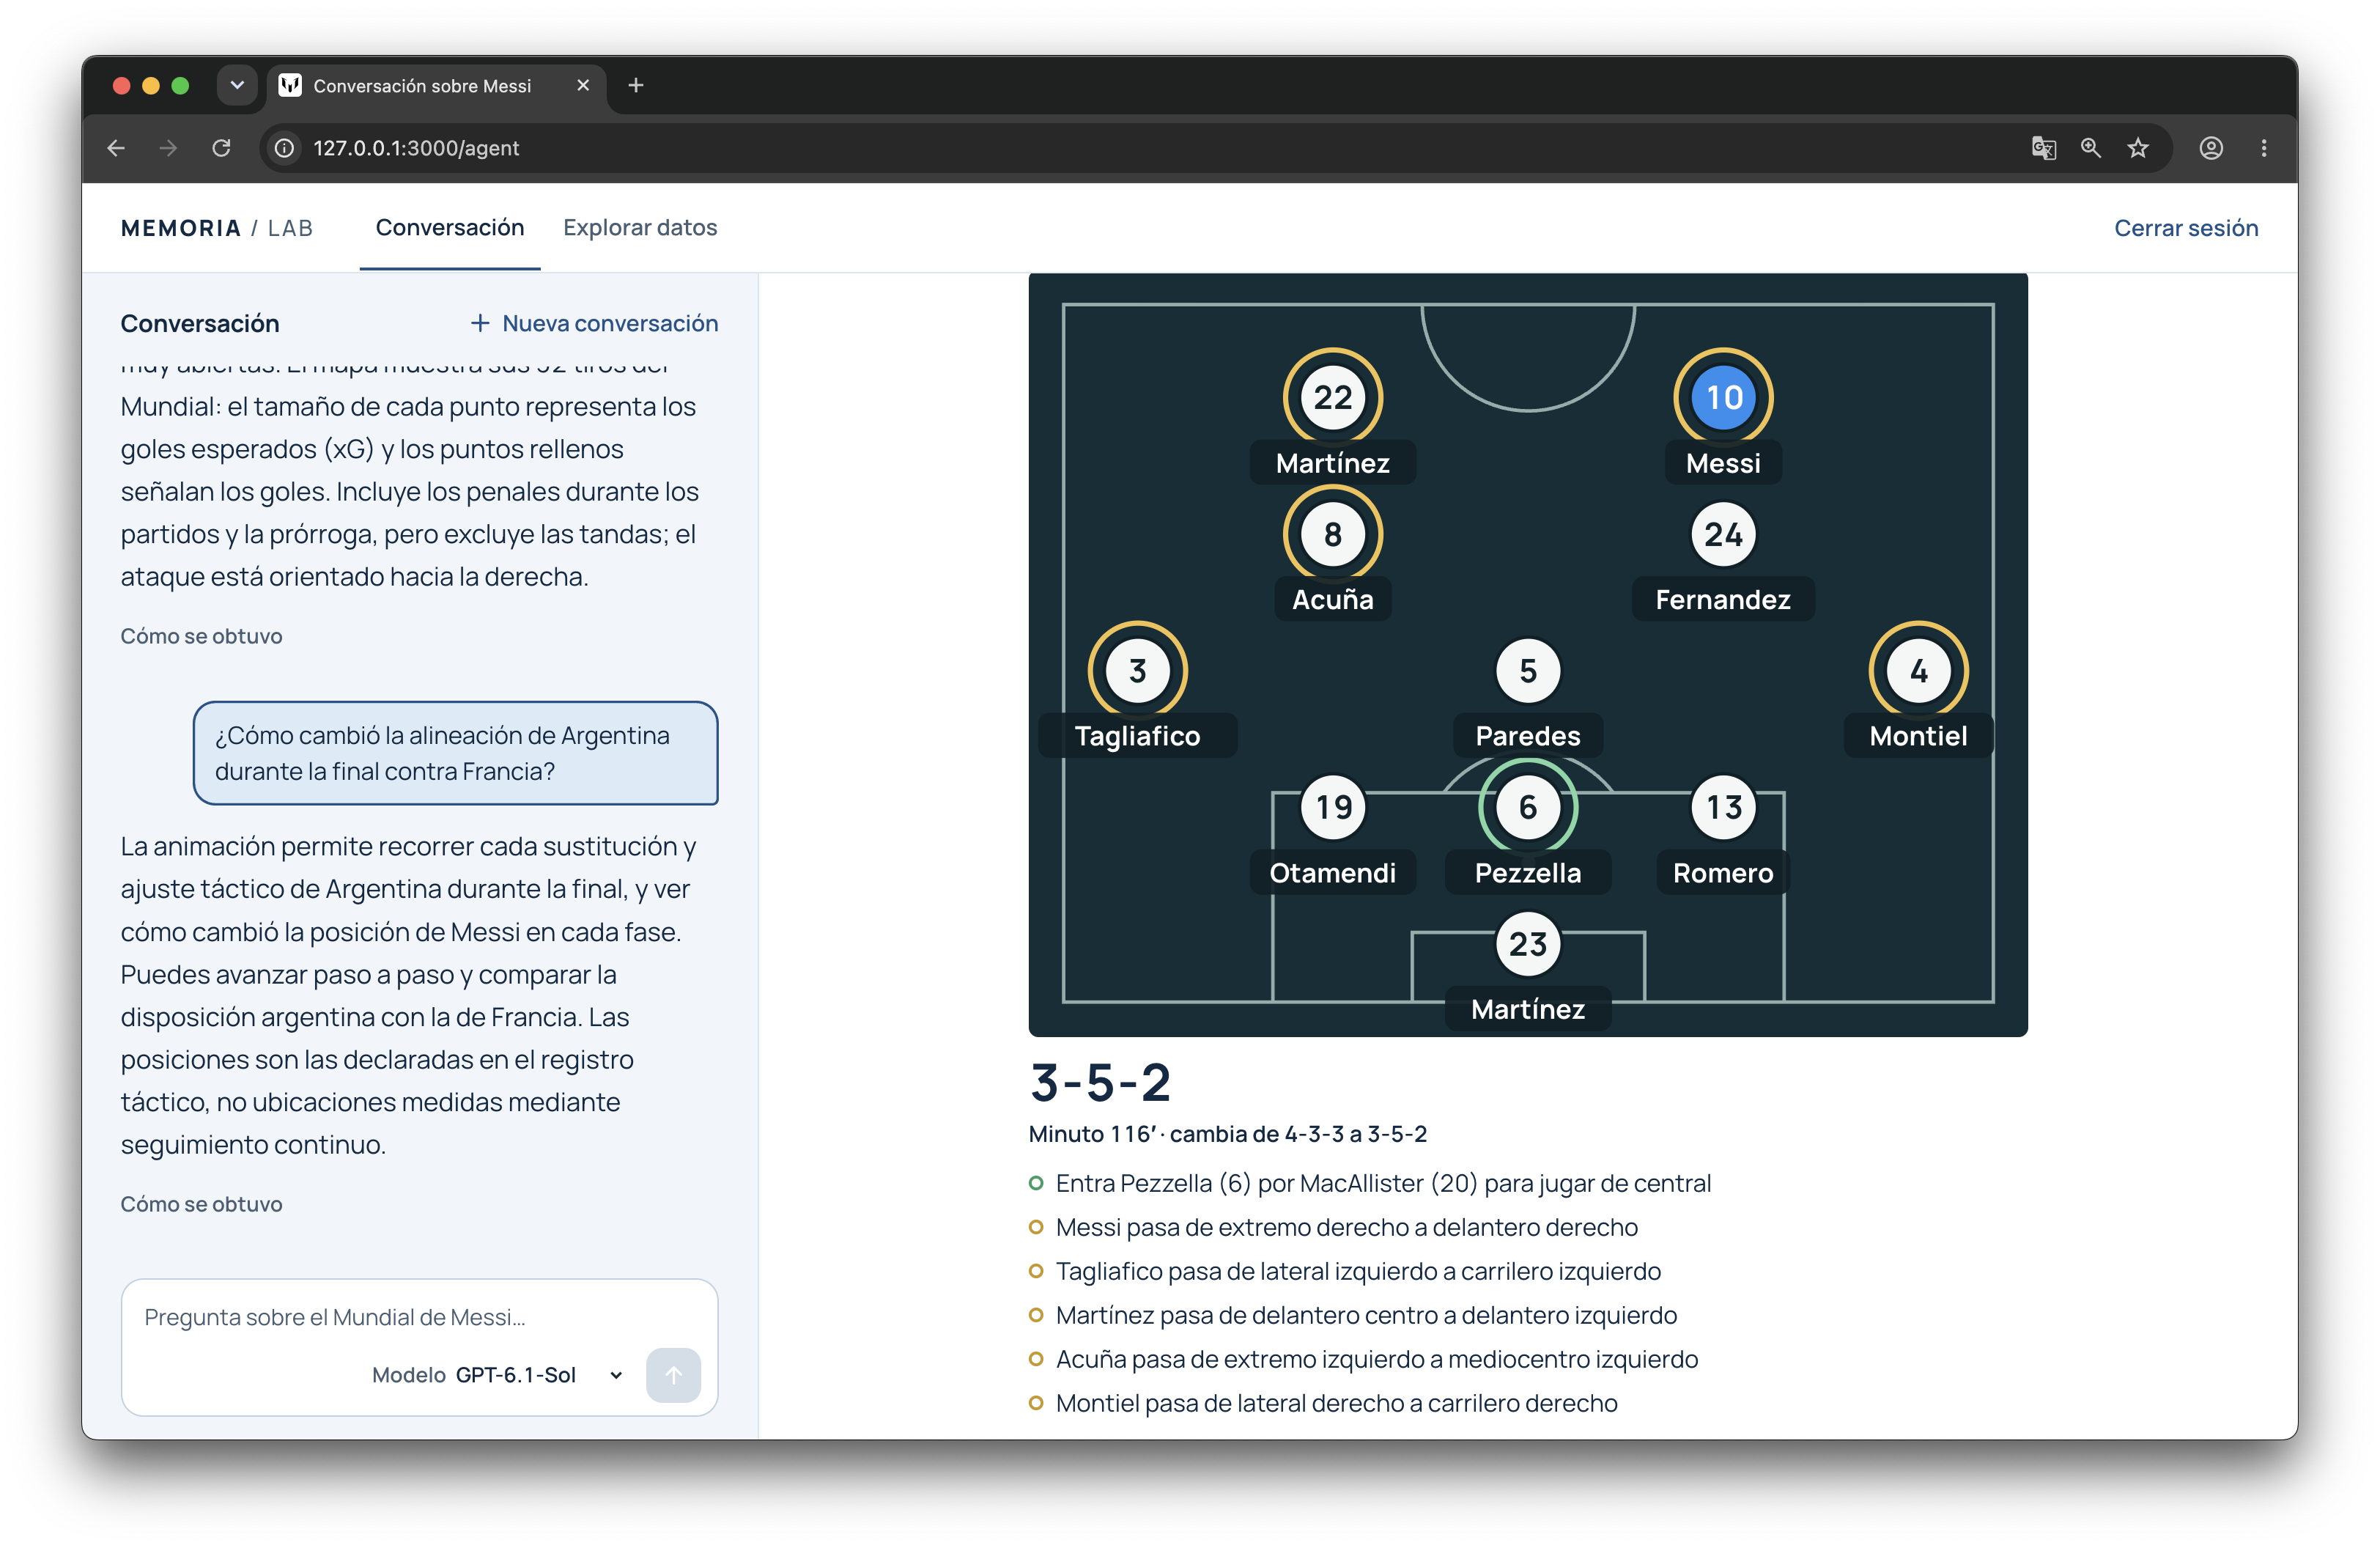 Conversación sobre Messi
127.0.0.1:3000/agent
MEMORIA / LAB
Conversación
Explorar datos
Cerrar sesión
Conversación
+ Nueva conversación
muy abiertas. El mapa muestra sus 32 tiros del
Mundial: el tamaño de cada punto representa los
goles esperados (xG) y los puntos rellenos
señalan los goles. Incluye los penales durante los
partidos y la prórroga, pero excluye las tandas; el
ataque está orientado hacia la derecha.
Cómo se obtuvo
¿Cómo cambió la alineación de Argentina
durante la final contra Francia?
La animación permite recorrer cada sustitución y
ajuste táctico de Argentina durante la final, y ver
cómo cambió la posición de Messi en cada fase.
Puedes avanzar paso a paso y comparar la
disposición argentina con la de Francia. Las
posiciones son las declaradas en el registro
táctico, no ubicaciones medidas mediante
seguimiento continuo.
Cómo se obtuvo
Pregunta sobre el Mundial de Messi...
Modelo GPT-6.1-Sol
22
Martínez
10
Messi
8
Acuña
24
Fernandez
3
Tagliafico
5
Paredes
4
Montiel
19
Otamendi
6
Pezzella
13
Romero
23
Martínez
3-5-2
Minuto 116′ · cambia de 4-3-3 a 3-5-2
Entra Pezzella (6) por MacAllister (20) para jugar de central
Messi pasa de extremo derecho a delantero derecho
Tagliafico pasa de lateral izquierdo a carrilero izquierdo
Martínez pasa de delantero centro a delantero izquierdo
Acuña pasa de extremo izquierdo a mediocentro izquierdo
Montiel pasa de lateral derecho a carrilero derecho